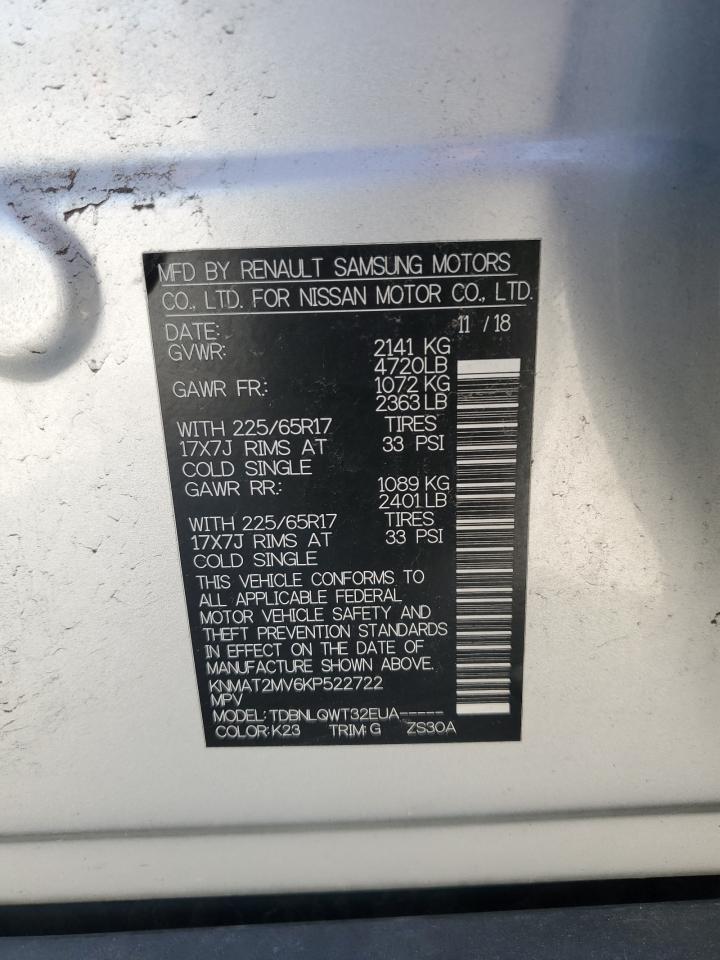 MFD BY RENAULT SAMSUNG MOTORS
CO., LTD. FOR NISSAN MOTOR CO., LTD.
DATE: 11 / 18
GVWR: 2141 KG
4720LB
GAWR FR.: 1072 KG
2363 LB
WITH 225/65R17 TIRES
17X7J RIMS AT 33 PSI
COLD SINGLE
GAWR RR.: 1089 KG
2401 LB
WITH 225/65R17 TIRES
17X7J RIMS AT 33 PSI
COLD SINGLE
THIS VEHICLE CONFORMS TO
ALL APPLICABLE FEDERAL
MOTOR VEHICLE SAFETY AND
THEFT PREVENTION STANDARDS
IN EFFECT ON THE DATE OF
MANUFACTURE SHOWN ABOVE.
KNMAT2MV6KP522722
MPV
MODEL: TDBNLQWT32EUA-----
COLOR: K23 TRIM: G ZS30A